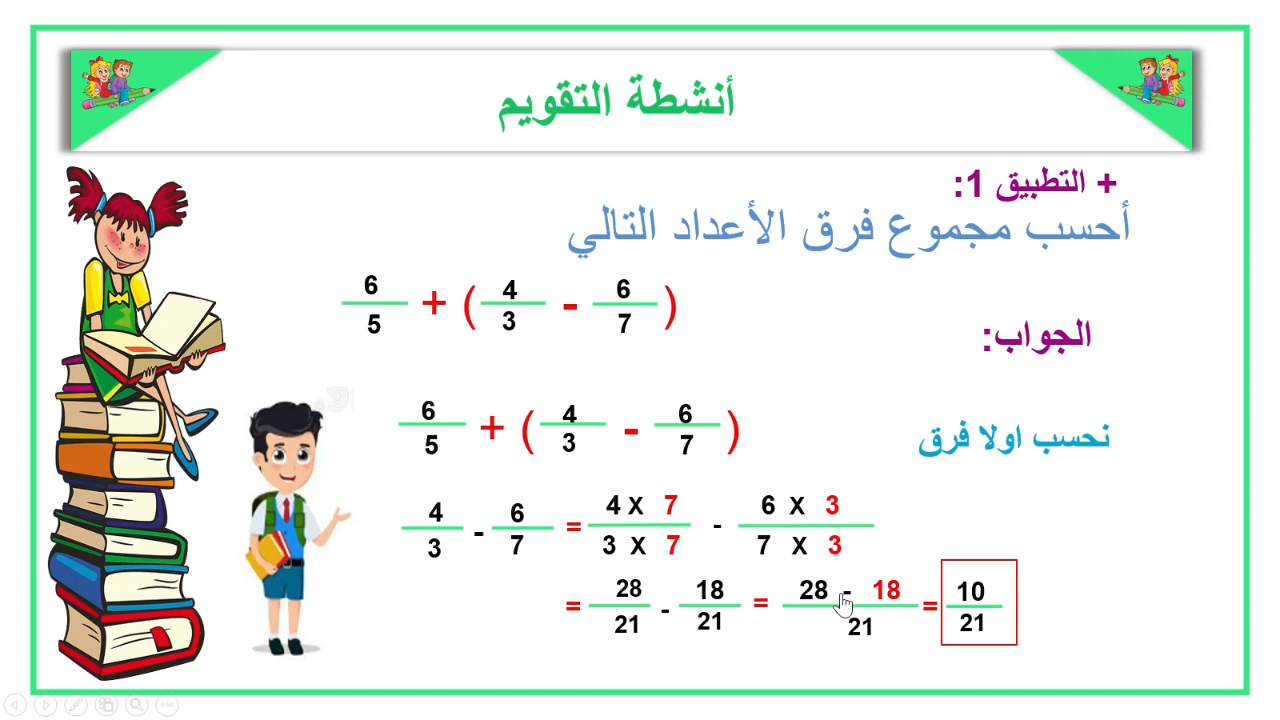 أنشطة التقويم
+ التطبيق 1:
أحسب مجموع فرق الأعداد التالي
6/5 + ( 4/3 - 6/7 )
الجواب:
نحسب اولا فرق
6/5 + ( 4/3 - 6/7 )
4/3 - 6/7 = 4 X 7 / 3 X 7 - 6 X 3 / 7 X 3
= 28/21 - 18/21 = 28 - 18 / 21 = 10/21